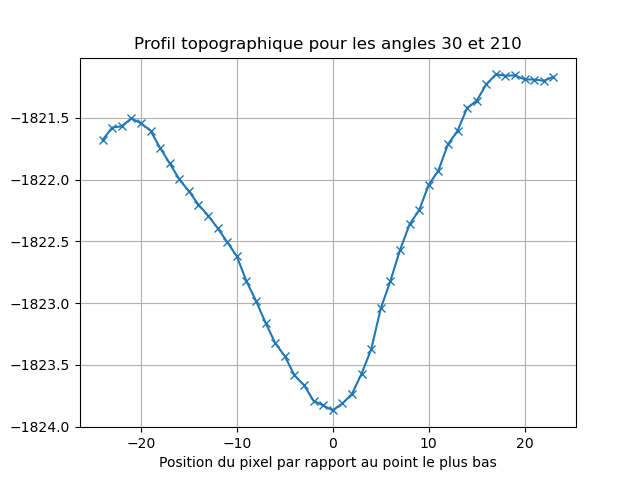 Profil topographique pour les angles 30 et 210
−1821.5
−1822.0
−1822.5
−1823.0
−1823.5
−1824.0
−20 −10 0 10 20
Position du pixel par rapport au point le plus bas